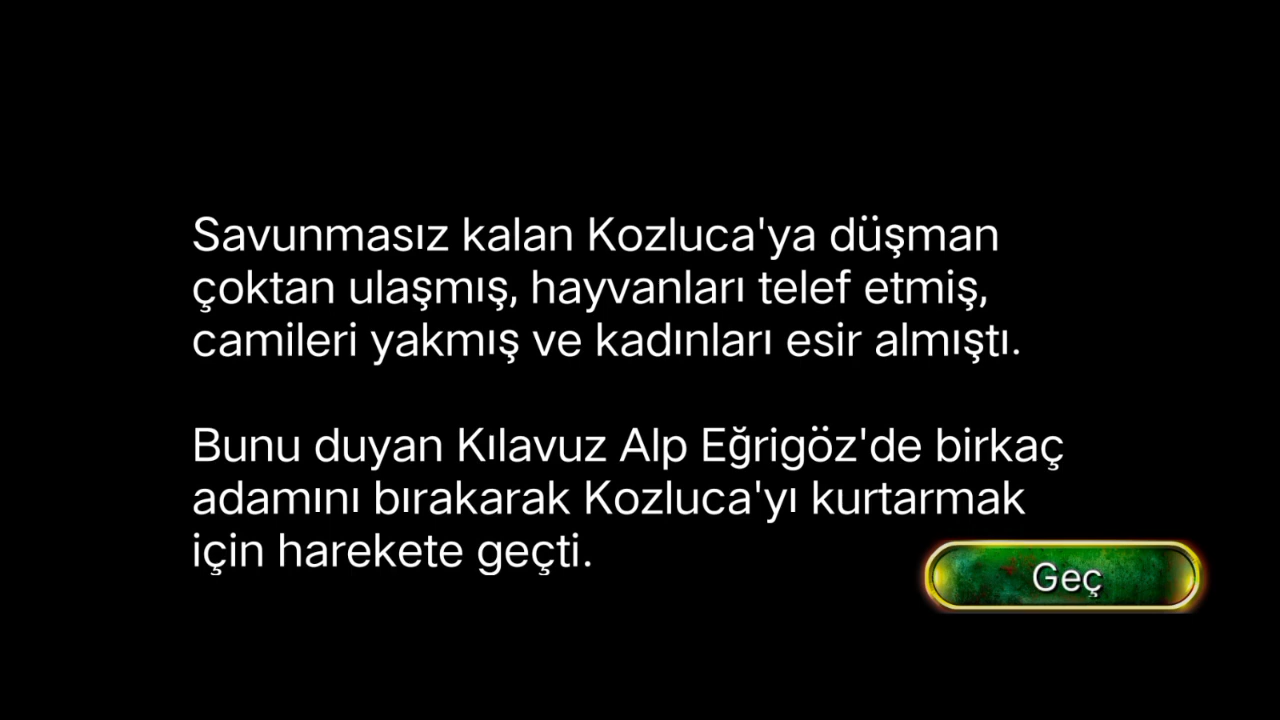 Savunmasız kalan Kozluca'ya düşman
çoktan ulaşmış, hayvanları telef etmiş,
camileri yakmış ve kadınları esir almıştı.
Bunu duyan Kılavuz Alp Eğrigöz'de birkaç
adamını bırakarak Kozluca'yı kurtarmak
için harekete geçti.
Geç